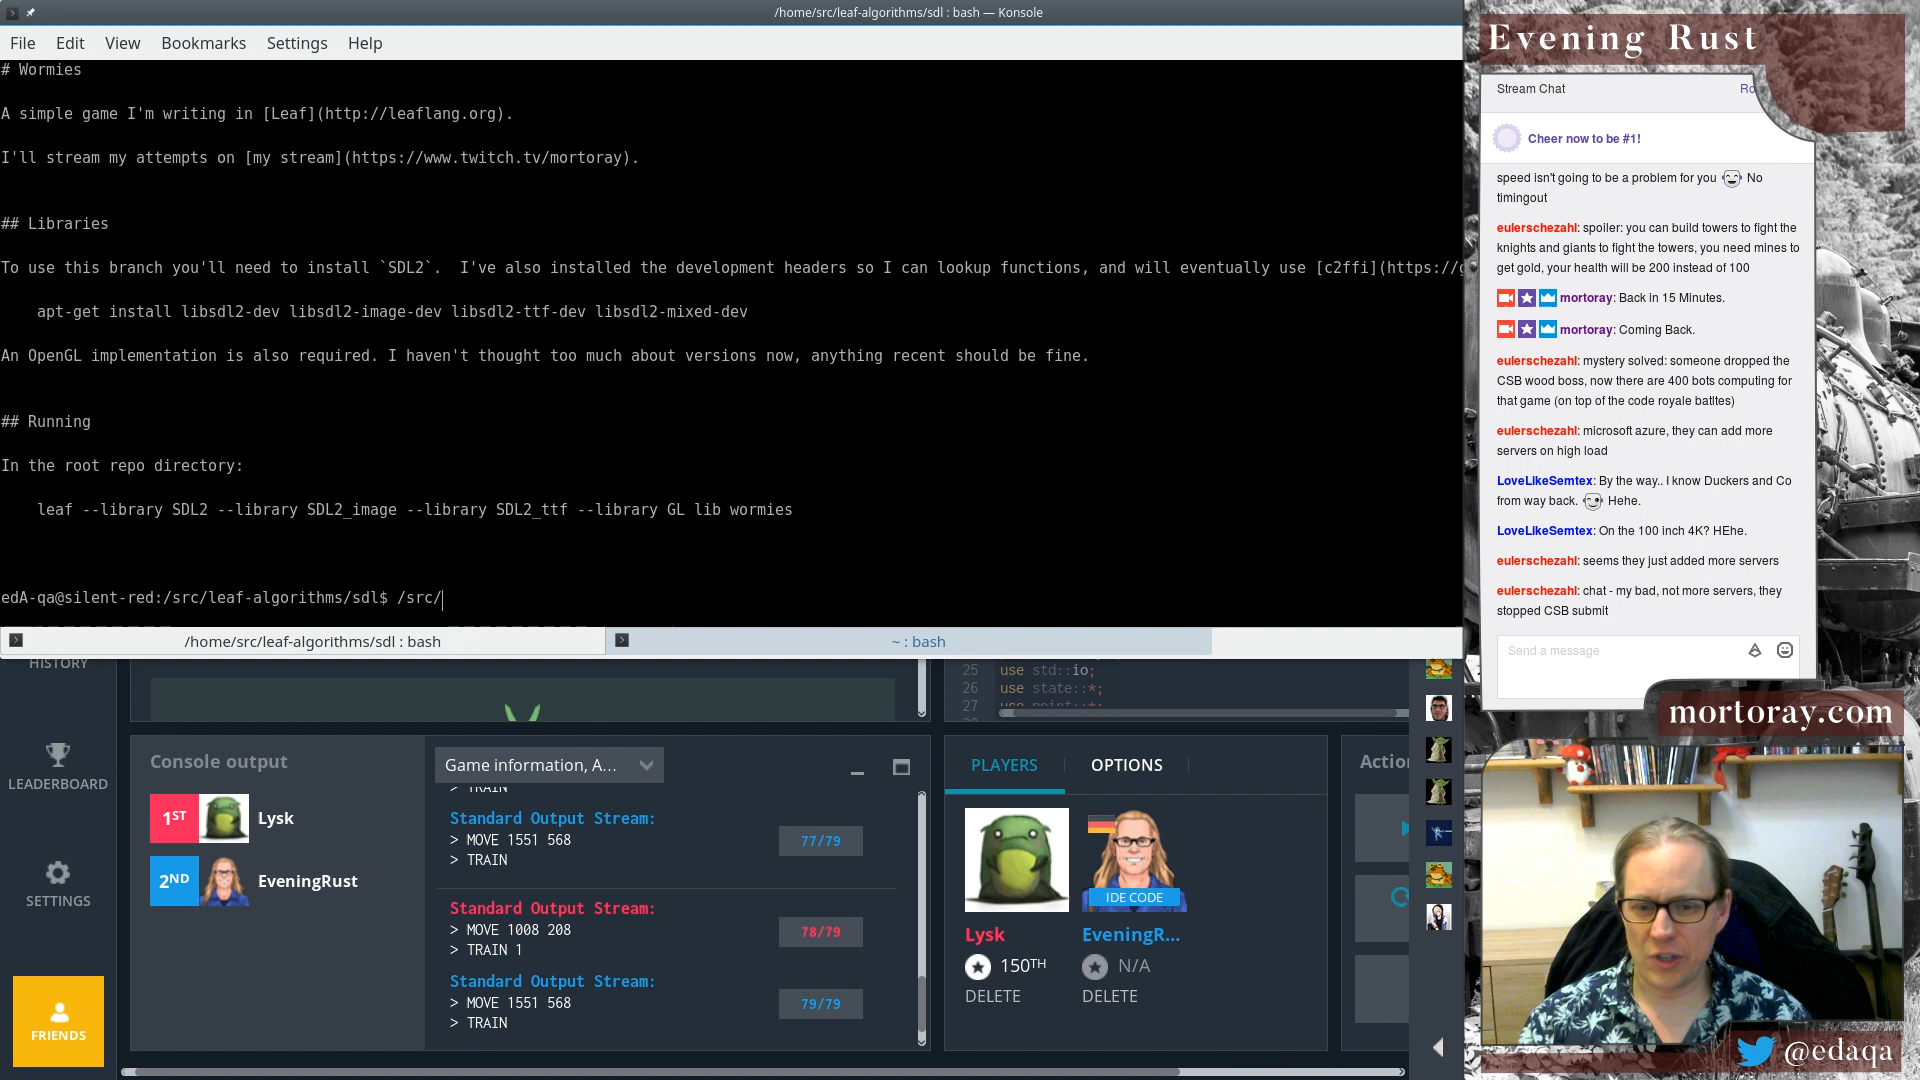 /home/src/leaf-algorithms/sdl : bash — Konsole
File Edit View Bookmarks Settings Help
# Wormies
A simple game I'm writing in [Leaf](http://leaflang.org).
I'll stream my attempts on [my stream](https://www.twitch.tv/mortoray).
## Libraries
To use this branch you'll need to install `SDL2`.  I've also installed the development headers so I can lookup functions, and will eventually use [c2ffi](https://g
apt-get install libsdl2-dev libsdl2-image-dev libsdl2-ttf-dev libsdl2-mixed-dev
An OpenGL implementation is also required. I haven't thought too much about versions now, anything recent should be fine.
## Running
In the root repo directory:
leaf --library SDL2 --library SDL2_image --library SDL2_ttf --library GL lib wormies
edA-qa@silent-red:/src/leaf-algorithms/sdl$ /src/
/home/src/leaf-algorithms/sdl : bash
~ : bash
HISTORY
LEADERBOARD
SETTINGS
FRIENDS
Console output
1ST Lysk
2ND EveningRust
Game information, A...
> TRAIN
Standard Output Stream:
> MOVE 1551 568
> TRAIN
77/79
Standard Output Stream:
> MOVE 1008 208
> TRAIN 1
78/79
Standard Output Stream:
> MOVE 1551 568
> TRAIN
79/79
25 use std::io;
26 use state::*;
27 use point::*;
PLAYERS OPTIONS
IDE CODE
Lysk EveningR...
150TH N/A
DELETE DELETE
Evening Rust
Stream Chat
Cheer now to be #1!
speed isn't going to be a problem for you No
timingout
eulerschezahl: spoiler: you can build towers to fight the
knights and giants to fight the towers, you need mines to
get gold, your health will be 200 instead of 100
mortoray: Back in 15 Minutes.
mortoray: Coming Back.
eulerschezahl: mystery solved: someone dropped the
CSB wood boss, now there are 400 bots computing for
that game (on top of the code royale batltes)
eulerschezahl: microsoft azure, they can add more
servers on high load
LoveLikeSemtex: By the way.. I know Duckers and Co
from way back. Hehe.
LoveLikeSemtex: On the 100 inch 4K? HEhe.
eulerschezahl: seems they just added more servers
eulerschezahl: chat - my bad, not more servers, they
stopped CSB submit
Send a message
mortoray.com
@edaqa